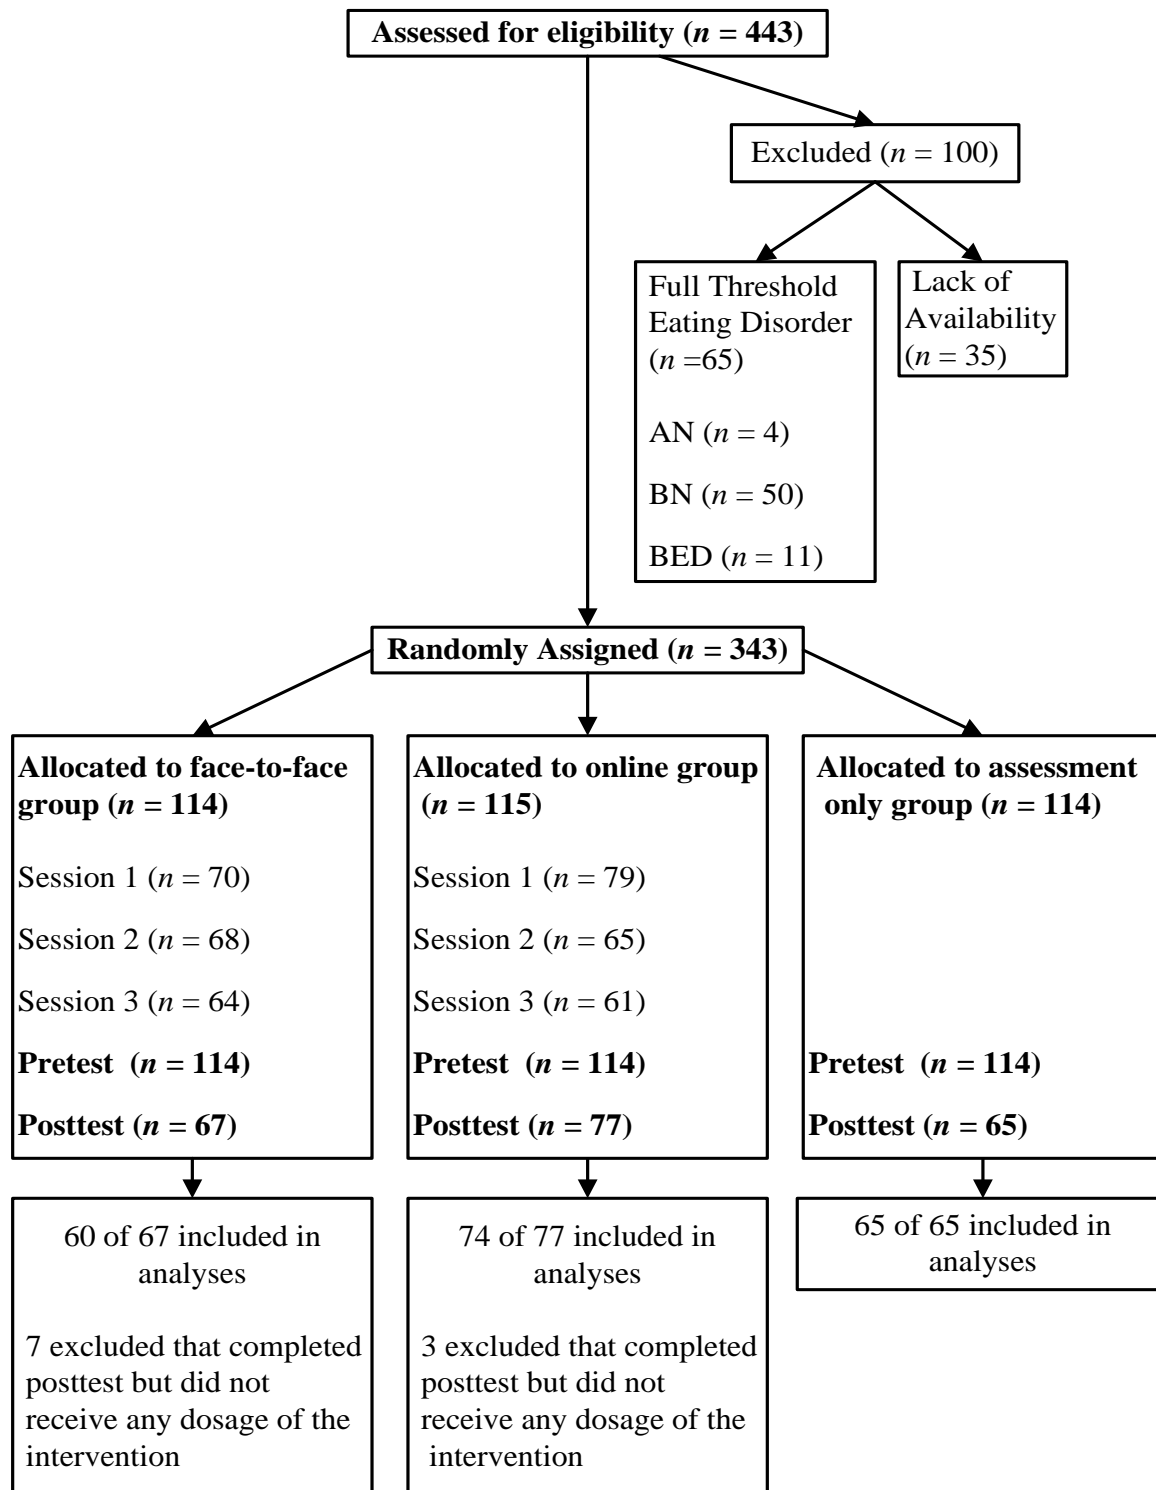 Assessed for eligibility (n = 443)
Excluded (n = 100)
Full Threshold
Eating Disorder
(n =65)
AN (n = 4)
BN (n = 50)
BED (n = 11)
Lack of
Availability
(n = 35)
Randomly Assigned (n = 343)
Allocated to face-to-face
group (n = 114)
Session 1 (n = 70)
Session 2 (n = 68)
Session 3 (n = 64)
Pretest (n = 114)
Posttest (n = 67)
Allocated to online group
(n = 115)
Session 1 (n = 79)
Session 2 (n = 65)
Session 3 (n = 61)
Pretest (n = 114)
Posttest (n = 77)
Allocated to assessment
only group (n = 114)
Pretest (n = 114)
Posttest (n = 65)
60 of 67 included in
analyses
7 excluded that completed
posttest but did not
receive any dosage of the
intervention
74 of 77 included in
analyses
3 excluded that completed
posttest but did not
receive any dosage of the
intervention
65 of 65 included in
analyses